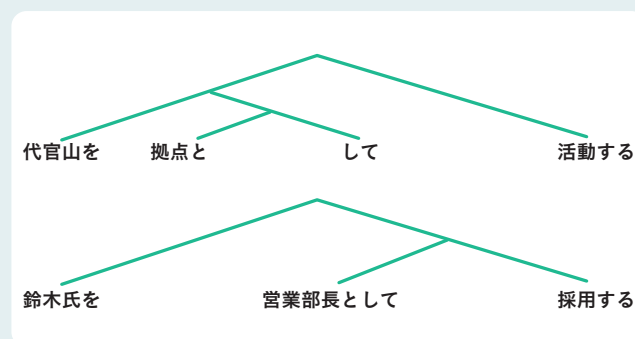 代官山を 拠点と して 活動する
鈴木氏を 営業部長として 採用する